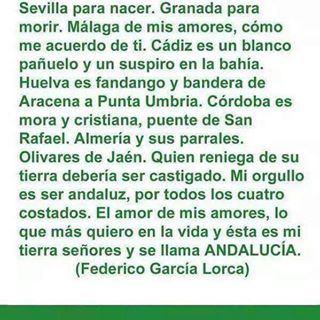 Sevilla para nacer. Granada para
morir. Málaga de mis amores, cómo
me acuerdo de ti. Cádiz es un blanco
pañuelo y un suspiro en la bahía.
Huelva es fandango y bandera de
Aracena a Punta Umbria. Córdoba es
mora y cristiana, puente de San
Rafael. Almería y sus parrales.
Olivares de Jaén. Quien reniega de su
tierra debería ser castigado. Mi orgullo
es ser andaluz, por todos los cuatro
costados. El amor de mis amores, lo
que más quiero en la vida y ésta es mi
tierra señores y se llama ANDALUCÍA.
(Federico García Lorca)